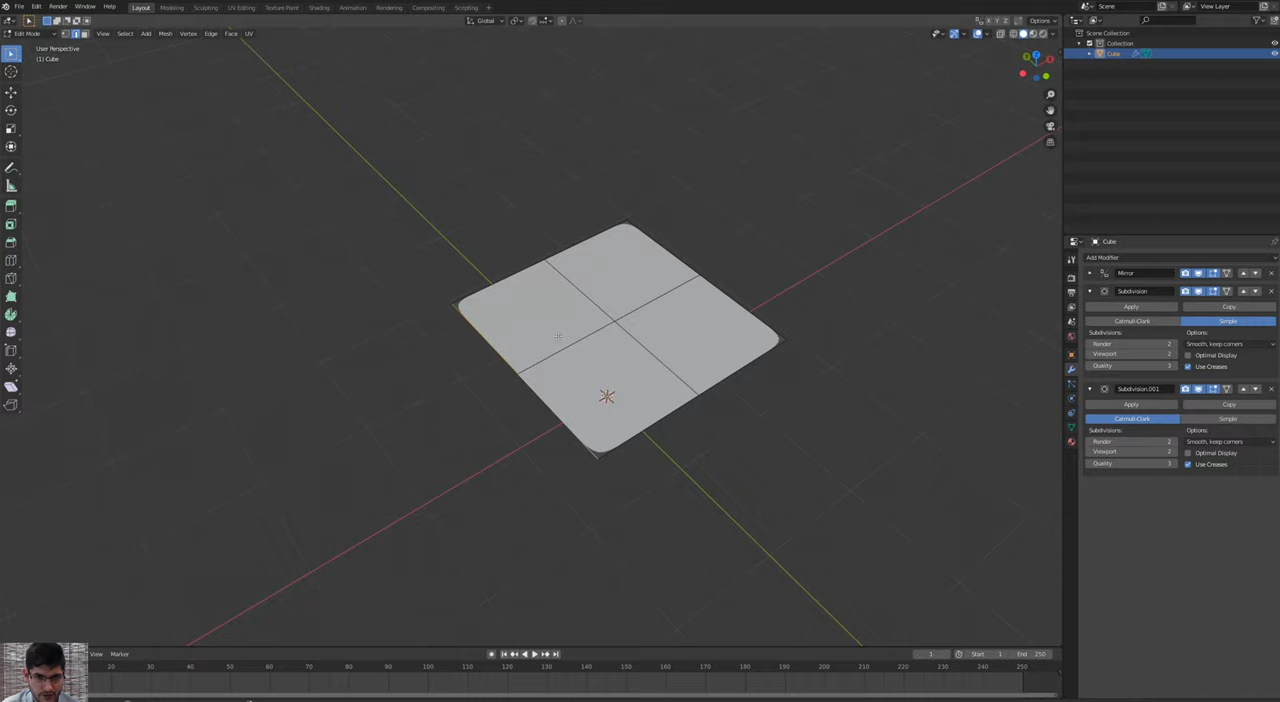 File Edit Render Window Help Layout Modeling Sculpting UV Editing Texture Paint Shading Animation Rendering Compositing Scripting + Scene View Layer
Global Options
Edit Mode View Select Add Mesh Vertex Edge Face UV X Y Z
User Perspective
(1) Cube
Scene Collection
Collection
Cube
Cube
Add Modifier
Mirror
Subdivision
Apply Copy
Catmull-Clark Simple
Subdivisions: Options:
Render 2 Smooth, keep corners
Viewport 2 Optimal Display
Quality 3 Use Creases
Subdivision.001
Apply Copy
Catmull-Clark Simple
Subdivisions: Options:
Render 2 Smooth, keep corners
Viewport 2 Optimal Display
Quality 3 Use Creases
View Marker 1 Start 1 End 250
20 30 40 50 60 70 80 90 100 110 120 130 140 150 160 170 180 190 200 210 220 230 240 250